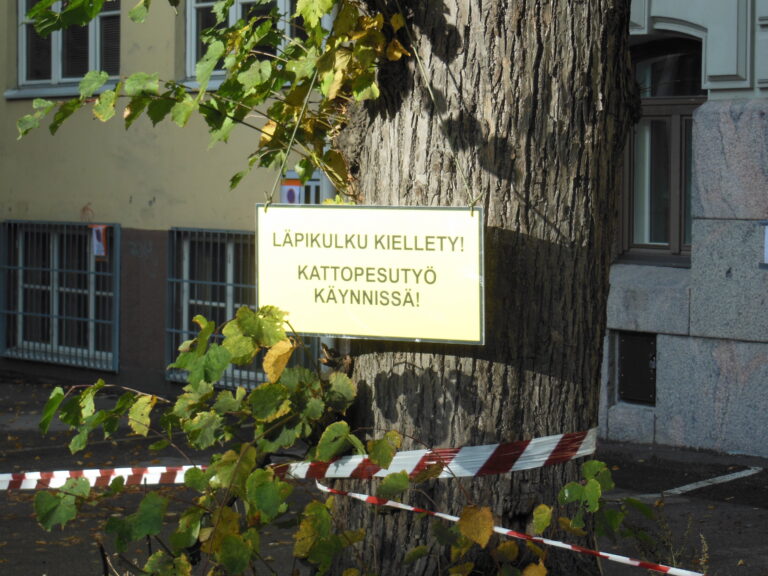 LÄPIKULKU KIELLETY!
KATTOPESUTYÖ
KÄYNNISSÄ!